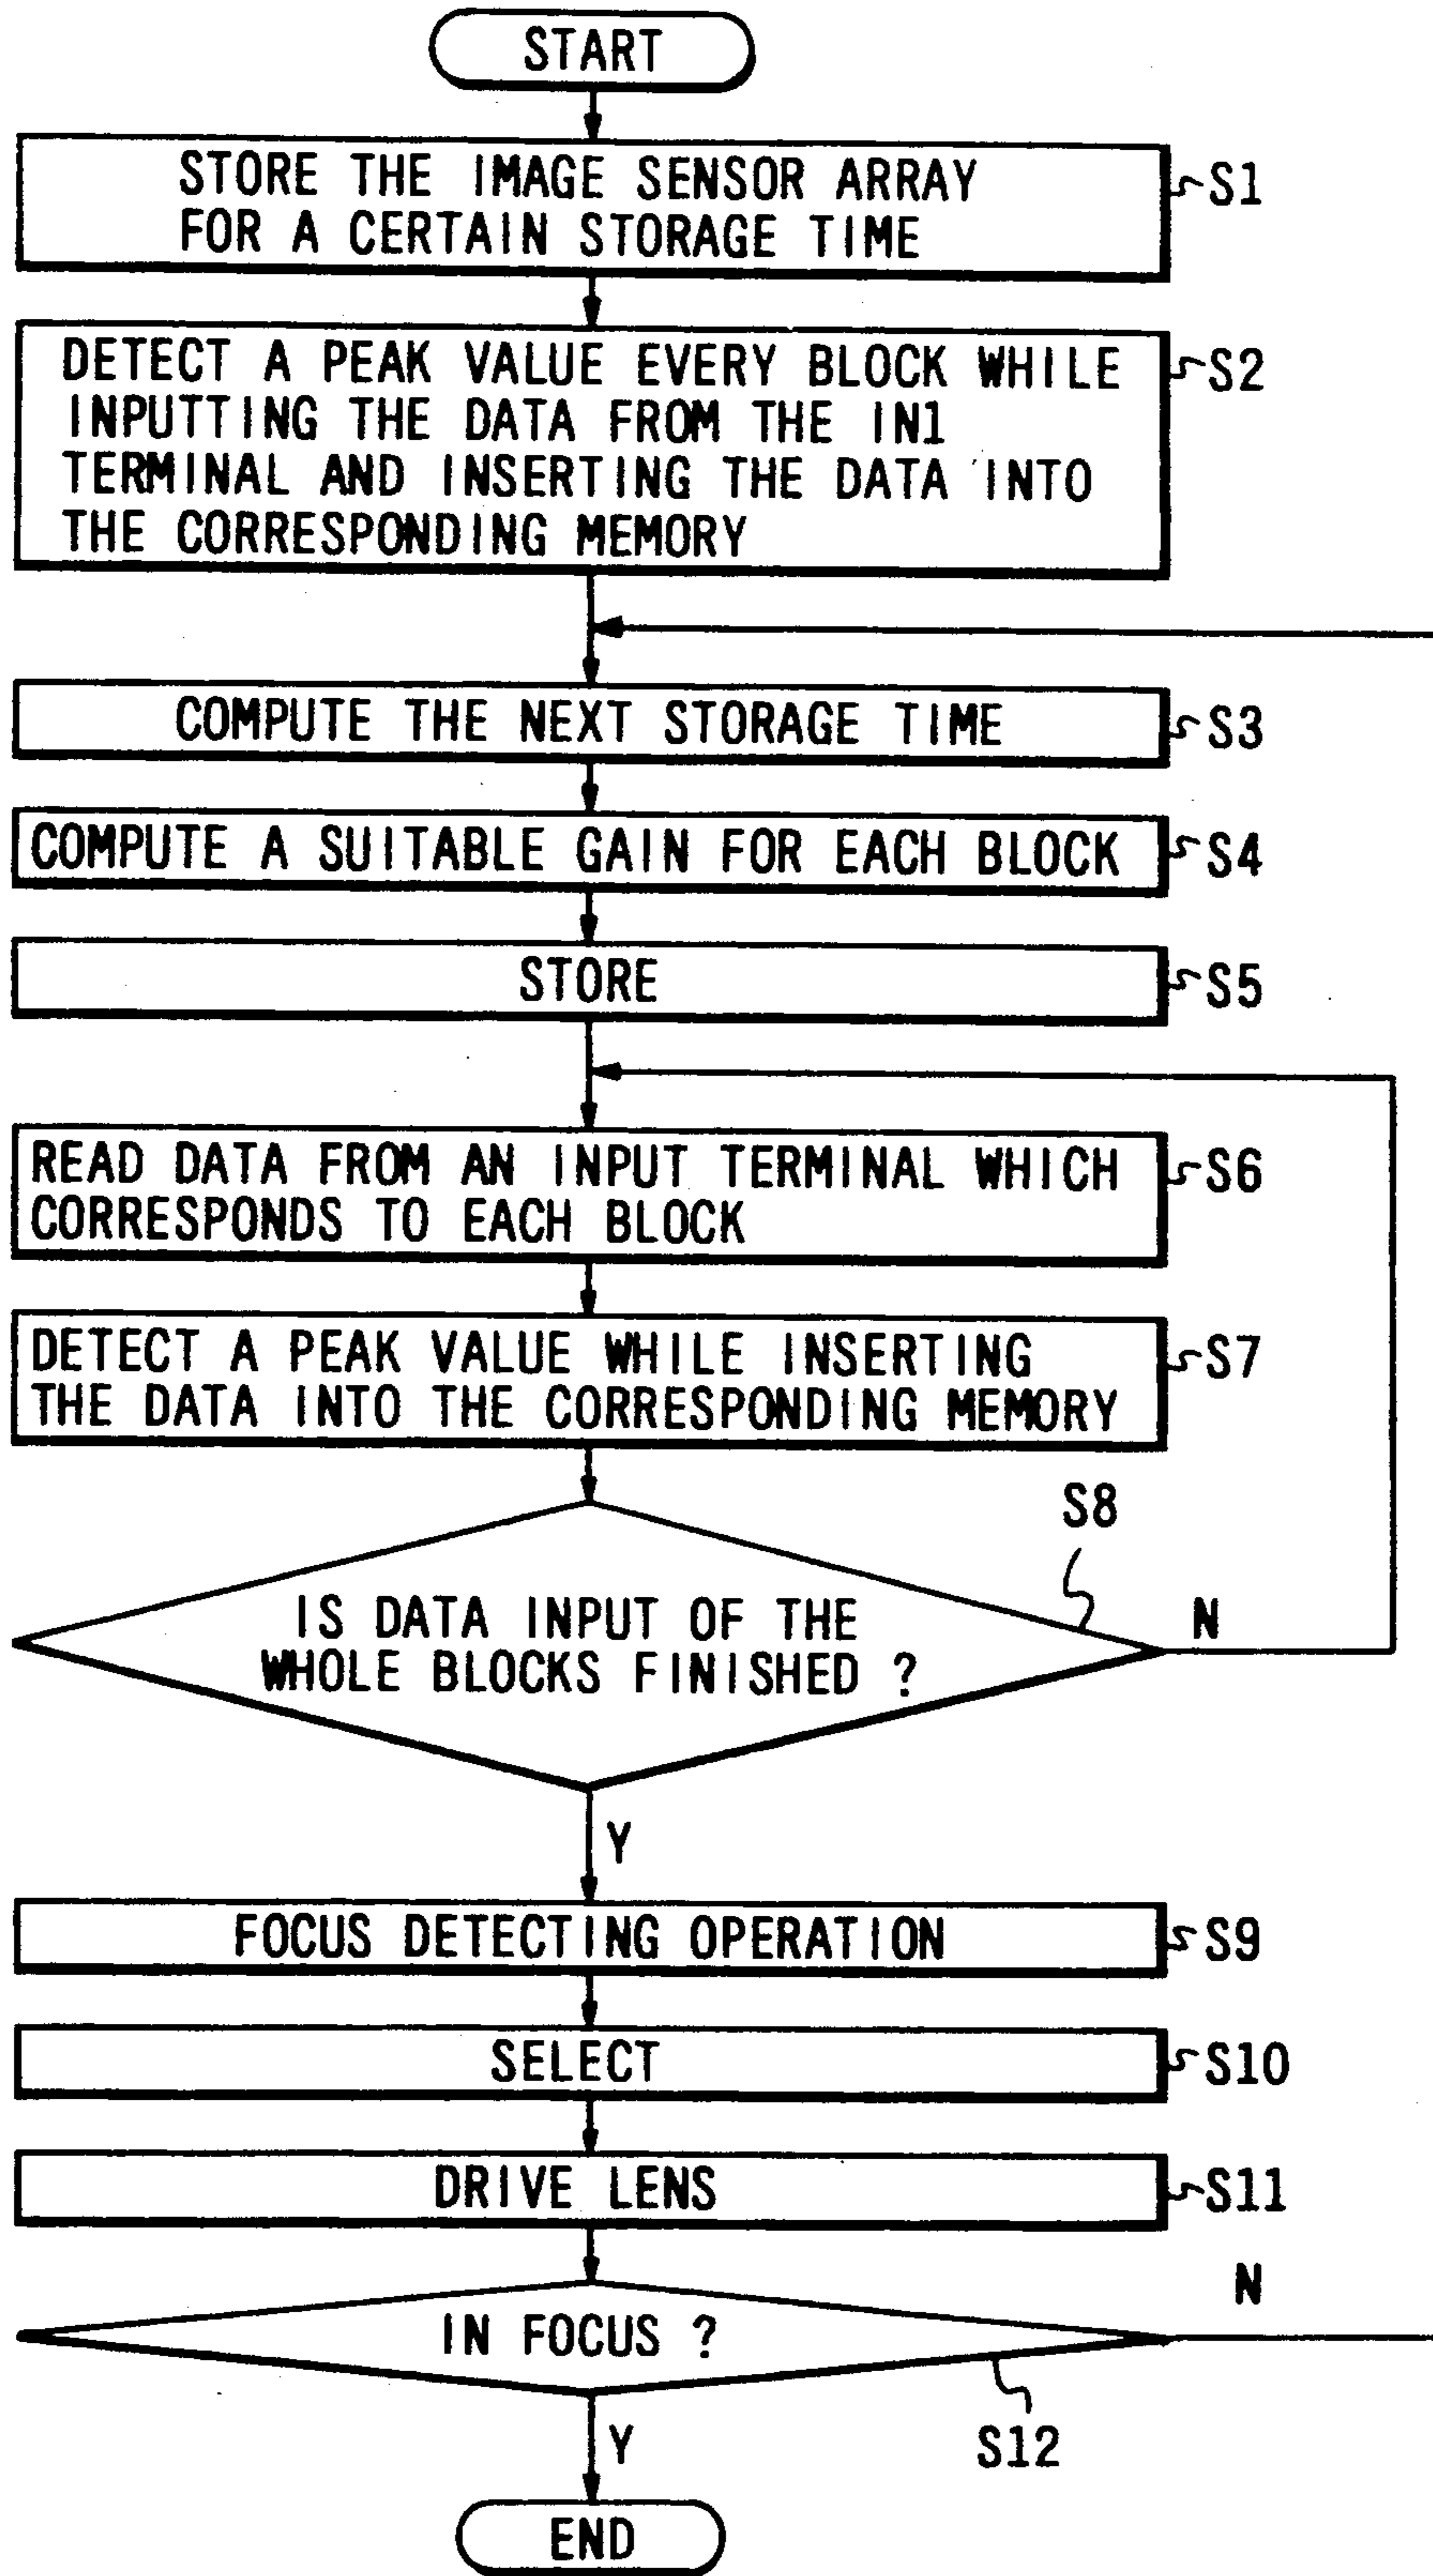 START
STORE THE IMAGE SENSOR ARRAY
FOR A CERTAIN STORAGE TIME
S1
DETECT A PEAK VALUE EVERY BLOCK WHILE
INPUTTING THE DATA FROM THE IN1
TERMINAL AND INSERTING THE DATA INTO
THE CORRESPONDING MEMORY
S2
COMPUTE THE NEXT STORAGE TIME
S3
COMPUTE A SUITABLE GAIN FOR EACH BLOCK
S4
STORE
S5
READ DATA FROM AN INPUT TERMINAL WHICH
CORRESPONDS TO EACH BLOCK
S6
DETECT A PEAK VALUE WHILE INSERTING
THE DATA INTO THE CORRESPONDING MEMORY
S7
S8
IS DATA INPUT OF THE
WHOLE BLOCKS FINISHED ?
N
Y
FOCUS DETECTING OPERATION
S9
SELECT
S10
DRIVE LENS
S11
N
IN FOCUS ?
S12
Y
END